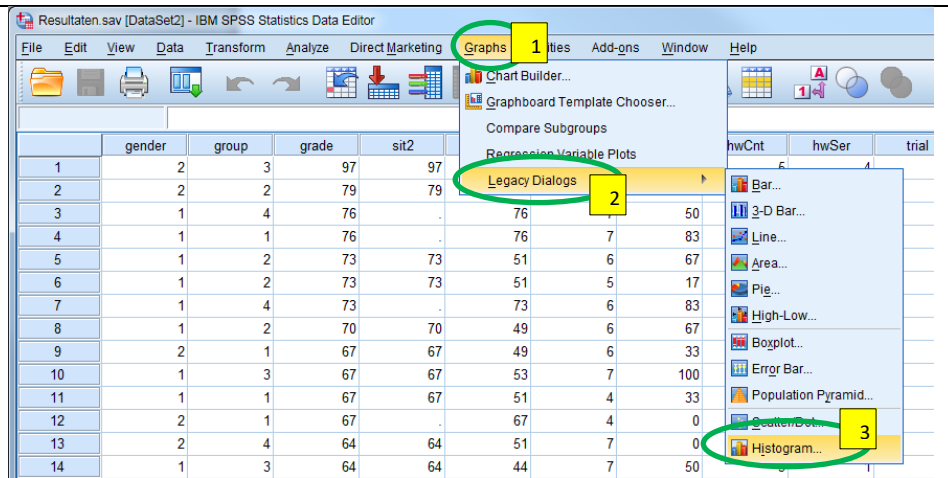 Resultaten.sav [DataSet2] - IBM SPSS Statistics Data Editor
File Edit View Data Transform Analyze Direct Marketing Graphs 1 Add-ons Window Help
Chart Builder...
Graphboard Template Chooser...
Compare Subgroups
Regression Variable Plots
Legacy Dialogs 2
gender group grade sit2 hwCnt hwSer trial
1 2 3 97 97
2 2 2 79 79
3 1 4 76 . 76 50
4 1 1 76 . 76 7 83
5 1 2 73 73 51 6 67
6 1 2 73 73 51 5 17
7 1 4 73 . 73 6 83
8 1 2 70 70 49 6 67
9 2 1 67 67 49 6 33
10 1 3 67 67 53 7 100
11 1 1 67 67 51 4 33
12 2 1 67 . 67 4 0
13 2 4 64 64 51 7 0
14 1 3 64 64 44 7 50
Bar...
3-D Bar...
Line...
Area...
Pie...
High-Low...
Boxplot...
Error Bar...
Population Pyramid...
Scatter/Dot...
3
Histogram...